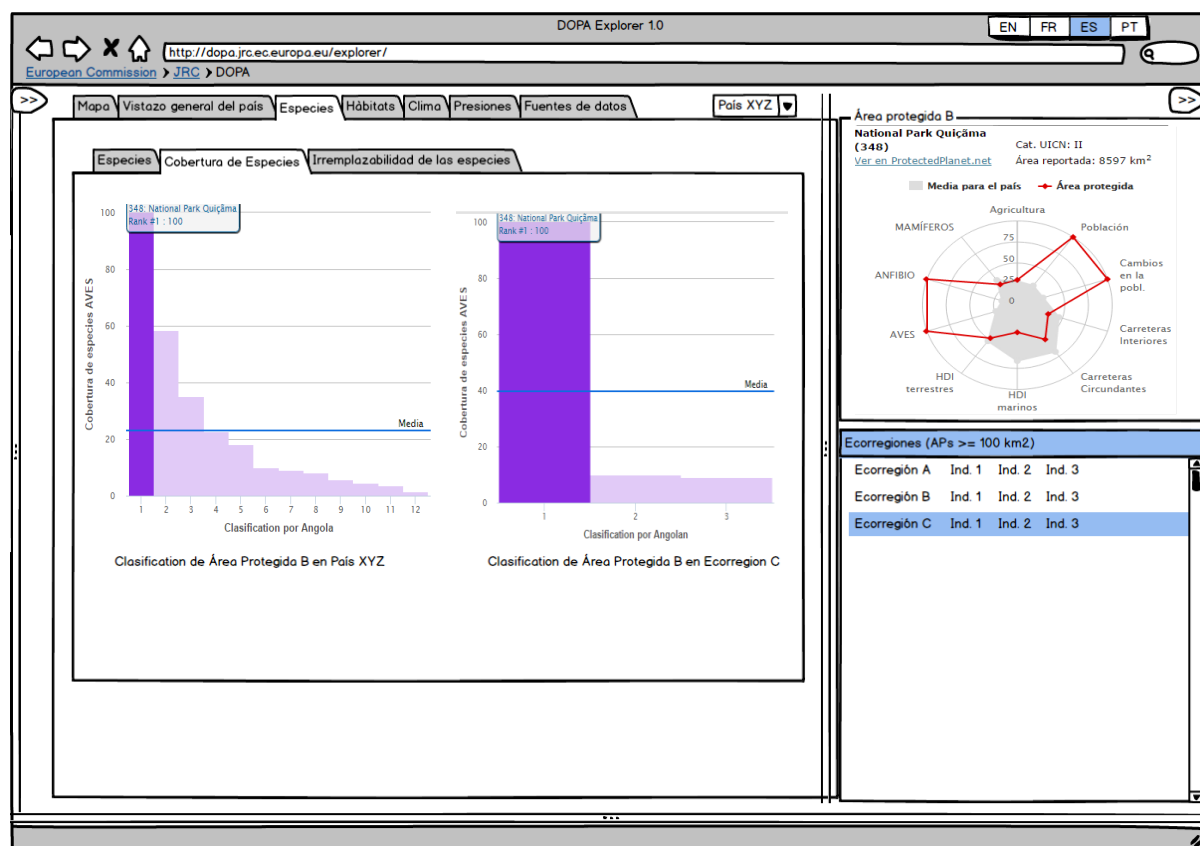 DOPA Explorer 1.0
EN FR ES PT
http://dopa.jrc.ec.europa.eu/explorer/
European Commission > JRC > DOPA
>>
>>
Mapa Vistazo general del país Especies Hàbitats Clima Presiones Fuentes de datos
País XYZ
Especies Cobertura de Especies Irremplazabilidad de las especies
348: National Park Quiçãma
Rank #1 : 100
Cobertura de especies AVES
100
80
60
40
20
0
Media
1 2 3 4 5 6 7 8 9 10 11 12
Clasification por Angola
Clasification de Área Protegida B en País XYZ
348: National Park Quiçãma
Rank #1 : 100
Cobertura de especies AVES
100
80
60
40
20
0
Media
1 2 3
Clasification por Angolan
Clasification de Área Protegida B en Ecorregion C
Área protegida B
National Park Quiçãma
(348)
Ver en ProtectedPlanet.net
Cat. UICN: II
Área reportada: 8597 km²
Media para el país Área protegida
Agricultura
Población
Cambios
en la
pobl.
Carreteras
Interiores
Carreteras
Circundantes
HDI
marinos
HDI
terrestres
AVES
ANFIBIO
MAMÍFEROS
75
50
25
0
Ecorregiones (APs >= 100 km2)
Ecorregión A Ind. 1 Ind. 2 Ind. 3
Ecorregión B Ind. 1 Ind. 2 Ind. 3
Ecorregión C Ind. 1 Ind. 2 Ind. 3